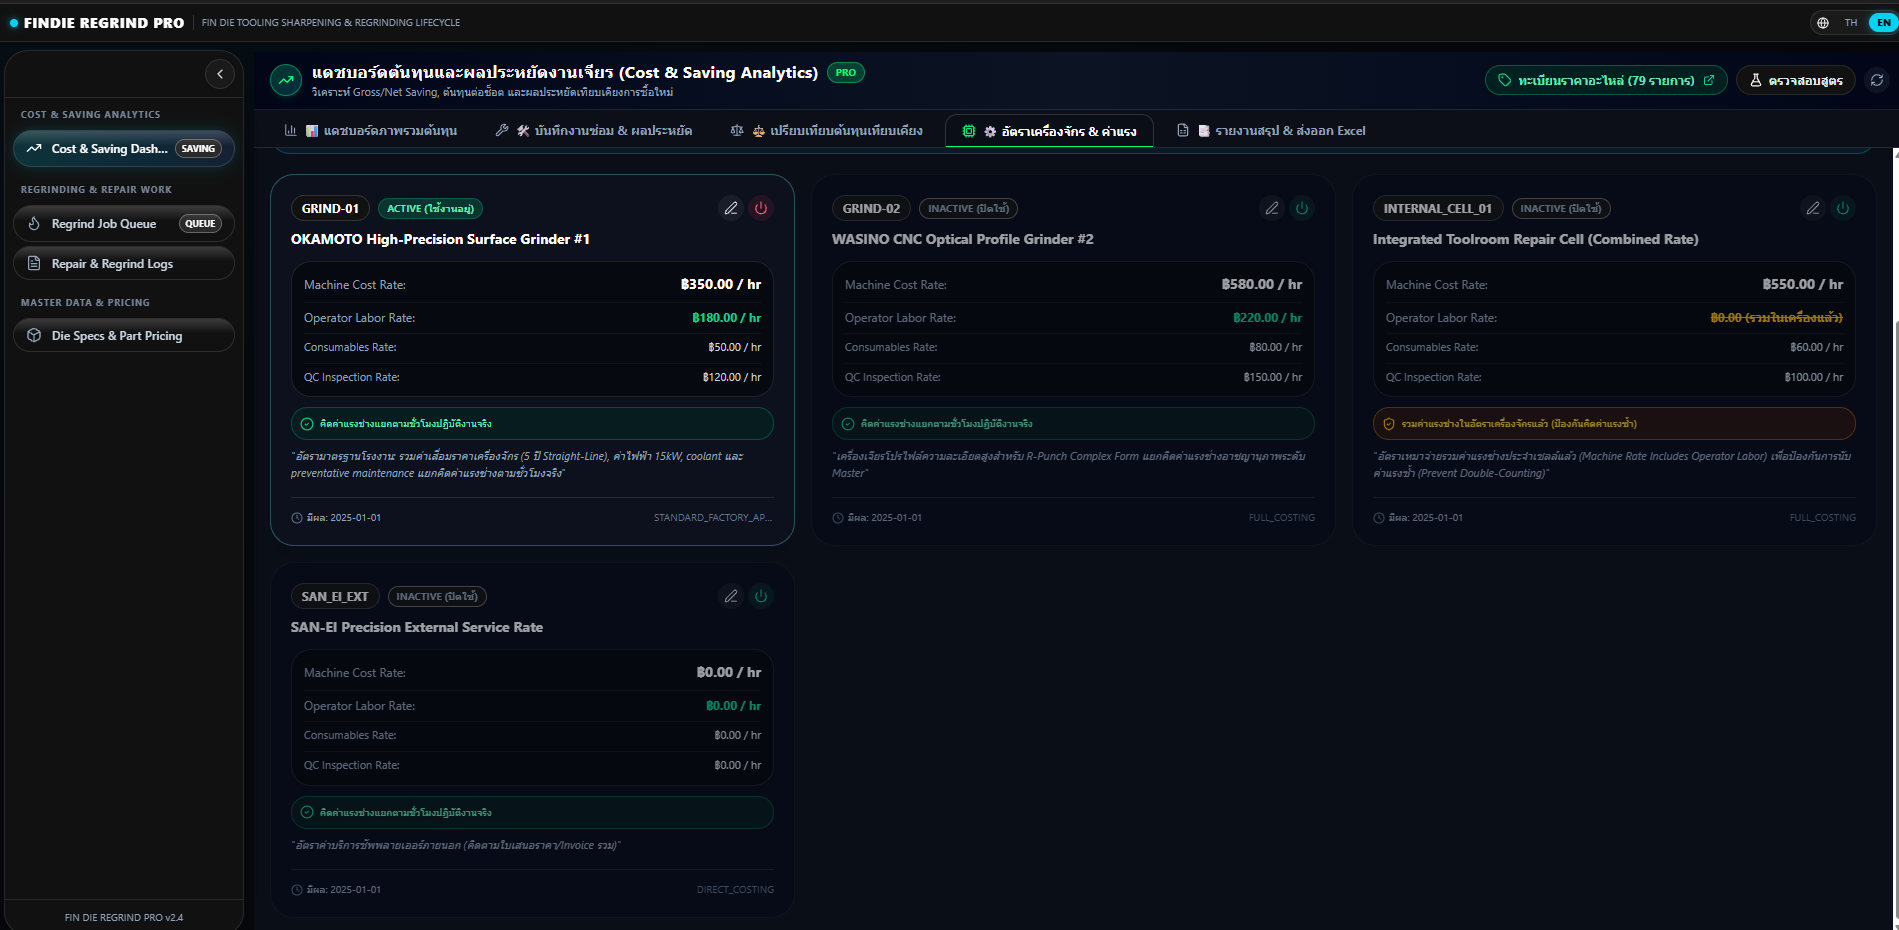 FINDIE REGRIND PRO
FIN DIE TOOLING SHARPENING & REGRINDING LIFECYCLE
TH
EN
COST & SAVING ANALYTICS
Cost & Saving Dash...
SAVING
REGRINDING & REPAIR WORK
Regrind Job Queue
QUEUE
Repair & Regrind Logs
MASTER DATA & PRICING
Die Specs & Part Pricing
FIN DIE REGRIND PRO v2.4
แดชบอร์ดต้นทุนและผลประหยัดงานเจียร (Cost & Saving Analytics)
PRO
วิเคราะห์ Gross/Net Saving, ต้นทุนต่อช็อต และผลประหยัดเทียบเคียงการซื้อใหม่
ทะเบียนราคาอะไหล่ (79 รายการ)
ตรวจสอบสูตร
แดชบอร์ดภาพรวมต้นทุน
บันทึกงานซ่อม & ผลประหยัด
เปรียบเทียบต้นทุนเทียบเคียง
อัตราเครื่องจักร & ค่าแรง
รายงานสรุป & ส่งออก Excel
GRIND-01
ACTIVE (ใช้งานอยู่)
OKAMOTO High-Precision Surface Grinder #1
Machine Cost Rate: ฿350.00 / hr
Operator Labor Rate: ฿180.00 / hr
Consumables Rate: ฿50.00 / hr
QC Inspection Rate: ฿120.00 / hr
คิดค่าแรงช่างแยกตามชั่วโมงปฏิบัติงานจริง
"อัตรามาตรฐานโรงงาน: รวมค่าเสื่อมราคาเครื่องจักร (5 ปี Straight-Line), ค่าไฟฟ้า 15kW, coolant และ
preventative maintenance แยกคิดค่าแรงช่างตามชั่วโมงจริง"
มีผล: 2025-01-01
STANDARD_FACTORY_AP...
GRIND-02
INACTIVE (ปิดใช้)
WASINO CNC Optical Profile Grinder #2
Machine Cost Rate: ฿580.00 / hr
Operator Labor Rate: ฿220.00 / hr
Consumables Rate: ฿80.00 / hr
QC Inspection Rate: ฿150.00 / hr
คิดค่าแรงช่างแยกตามชั่วโมงปฏิบัติงานจริง
"เครื่องเจียรโปรไฟล์ความละเอียดสูงสำหรับ R-Punch Complex Form แยกคิดค่าแรงช่างอาชญานุภาพระดับ
Master"
มีผล: 2025-01-01
FULL_COSTING
INTERNAL_CELL_01
INACTIVE (ปิดใช้)
Integrated Toolroom Repair Cell (Combined Rate)
Machine Cost Rate: ฿550.00 / hr
Operator Labor Rate: ฿0.00 (รวมในเครื่องแล้ว)
Consumables Rate: ฿60.00 / hr
QC Inspection Rate: ฿100.00 / hr
รวมค่าแรงช่างในอัตราเครื่องจักรแล้ว (ป้องกันคิดค่าแรงซ้ำ)
"อัตราเหมาจ่ายรวมค่าแรงช่างประจำเซลล์แล้ว (Machine Rate Includes Operator Labor) เพื่อป้องกันการนับ
ค่าแรงซ้ำ (Prevent Double-Counting)"
มีผล: 2025-01-01
FULL_COSTING
SAN_EI_EXT
INACTIVE (ปิดใช้)
SAN-EI Precision External Service Rate
Machine Cost Rate: ฿0.00 / hr
Operator Labor Rate: ฿0.00 / hr
Consumables Rate: ฿0.00 / hr
QC Inspection Rate: ฿0.00 / hr
คิดค่าแรงช่างแยกตามชั่วโมงปฏิบัติงานจริง
"อัตราค่าบริการซัพพลายเออร์ภายนอก (คิดตามใบเสนอราคา/Invoice รวม)"
มีผล: 2025-01-01
DIRECT_COSTING